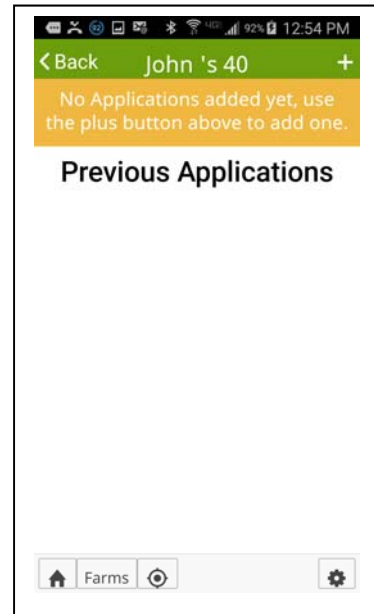 92% 12:54 PM
Back John 's 40 +
No Applications added yet, use
the plus button above to add one.
Previous Applications
Farms